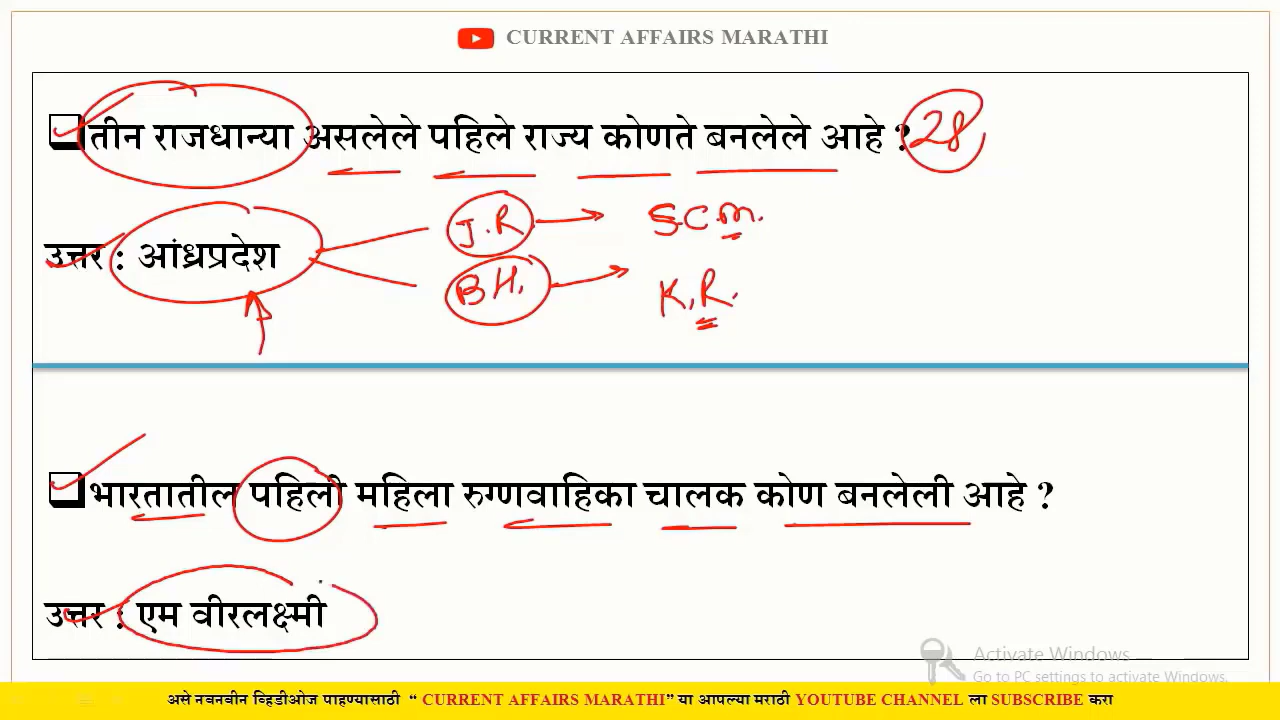 CURRENT AFFAIRS MARATHI
तीन राजधान्या असलेले पहिले राज्य कोणते बनलेले आहे ? 28
उत्तर : आंध्रप्रदेश
J.R S.C.M.
B.H. K.R.
भारतातील पहिली महिला रुग्णवाहिका चालक कोण बनलेली आहे ?
उत्तर : एम वीरलक्ष्मी
Activate Windows
Go to PC settings to activate Windows.
असे नवनवीन व्हिडीओज पाहण्यासाठी “ CURRENT AFFAIRS MARATHI” या आपल्या मराठी YOUTUBE CHANNEL ला SUBSCRIBE करा